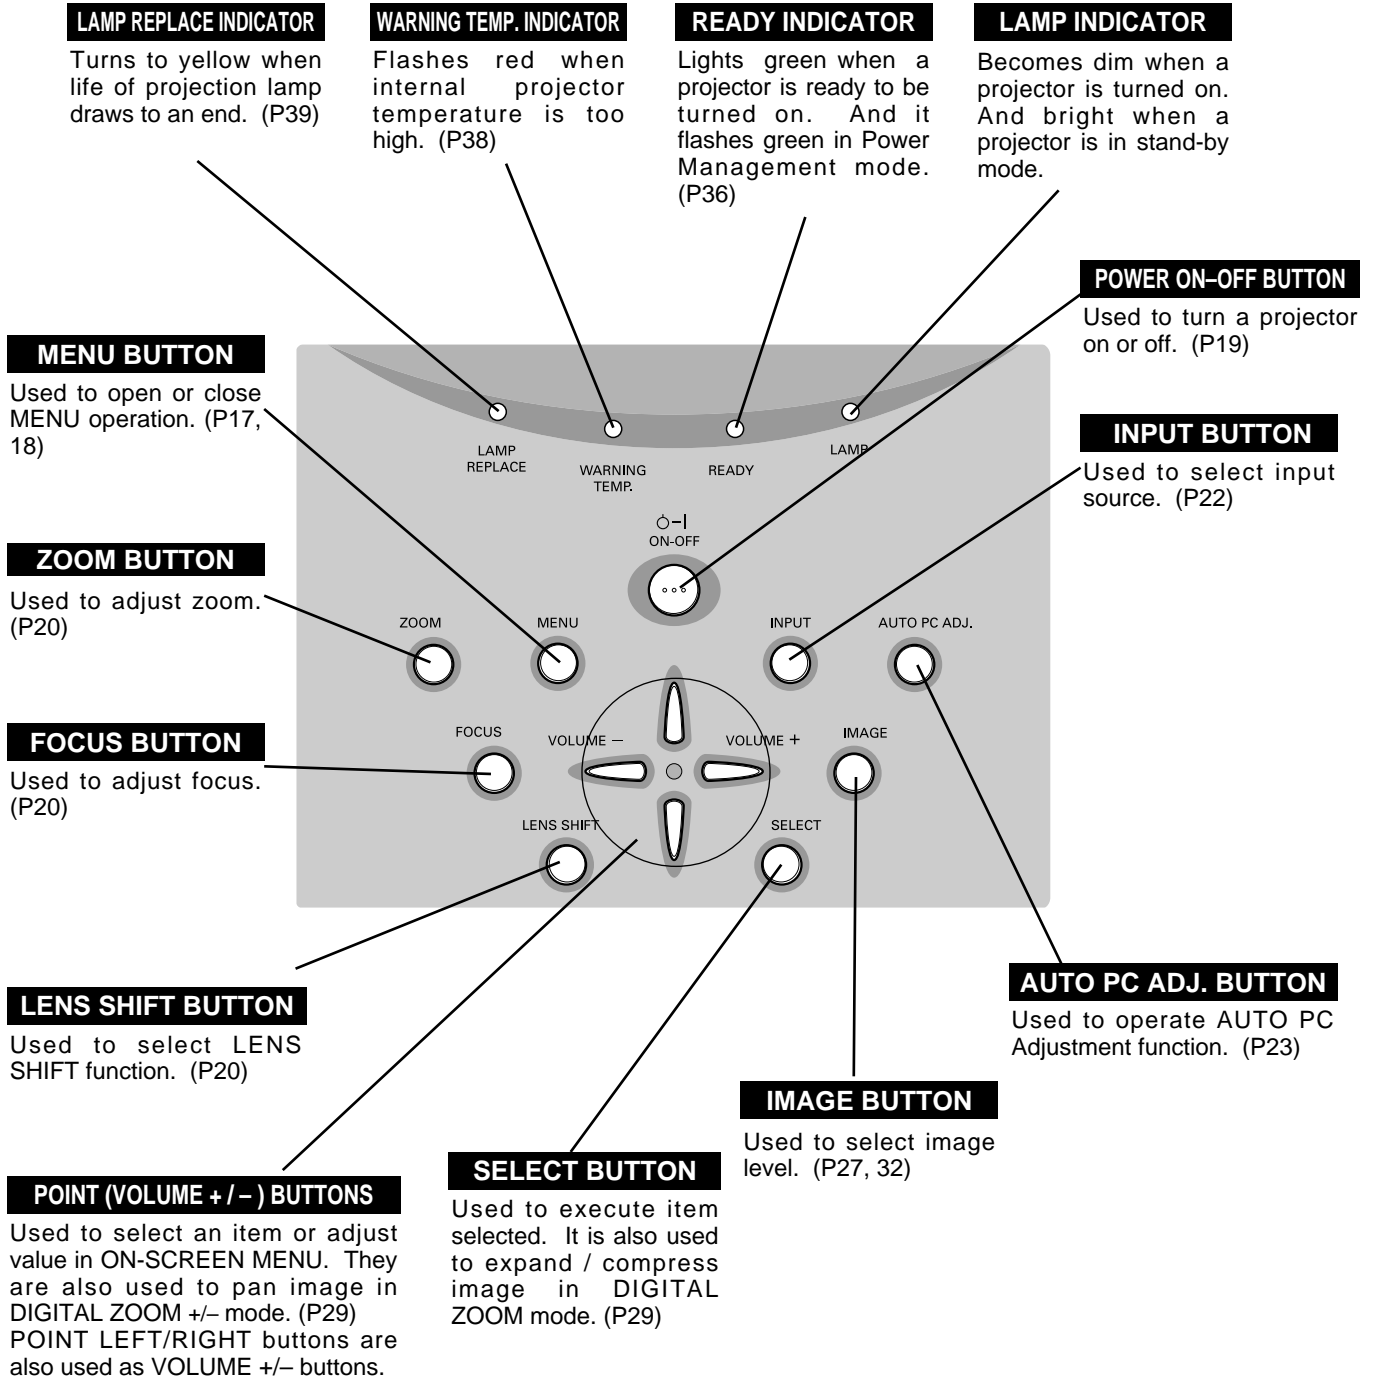 LAMP REPLACE INDICATOR
Turns to yellow when
life of projection lamp
draws to an end. (P39)
WARNING TEMP. INDICATOR
Flashes red when
internal projector
temperature is too
high. (P38)
READY INDICATOR
Lights green when a
projector is ready to be
turned on. And it
flashes green in Power
Management mode.
(P36)
LAMP INDICATOR
Becomes dim when a
projector is turned on.
And bright when a
projector is in stand-by
mode.
POWER ON–OFF BUTTON
Used to turn a projector
on or off. (P19)
MENU BUTTON
Used to open or close
MENU operation. (P17,
18)
INPUT BUTTON
Used to select input
source. (P22)
ZOOM BUTTON
Used to adjust zoom.
(P20)
FOCUS BUTTON
Used to adjust focus.
(P20)
LAMP
REPLACE
WARNING
TEMP.
READY
LAMP
ON-OFF
ZOOM
MENU
INPUT
AUTO PC ADJ.
FOCUS
VOLUME –
VOLUME +
IMAGE
LENS SHIFT
SELECT
LENS SHIFT BUTTON
Used to select LENS
SHIFT function. (P20)
AUTO PC ADJ. BUTTON
Used to operate AUTO PC
Adjustment function. (P23)
IMAGE BUTTON
Used to select image
level. (P27, 32)
SELECT BUTTON
Used to execute item
selected. It is also used
to expand / compress
image in DIGITAL
ZOOM mode. (P29)
POINT (VOLUME + / – ) BUTTONS
Used to select an item or adjust
value in ON-SCREEN MENU. They
are also used to pan image in
DIGITAL ZOOM +/– mode. (P29)
POINT LEFT/RIGHT buttons are
also used as VOLUME +/– buttons.